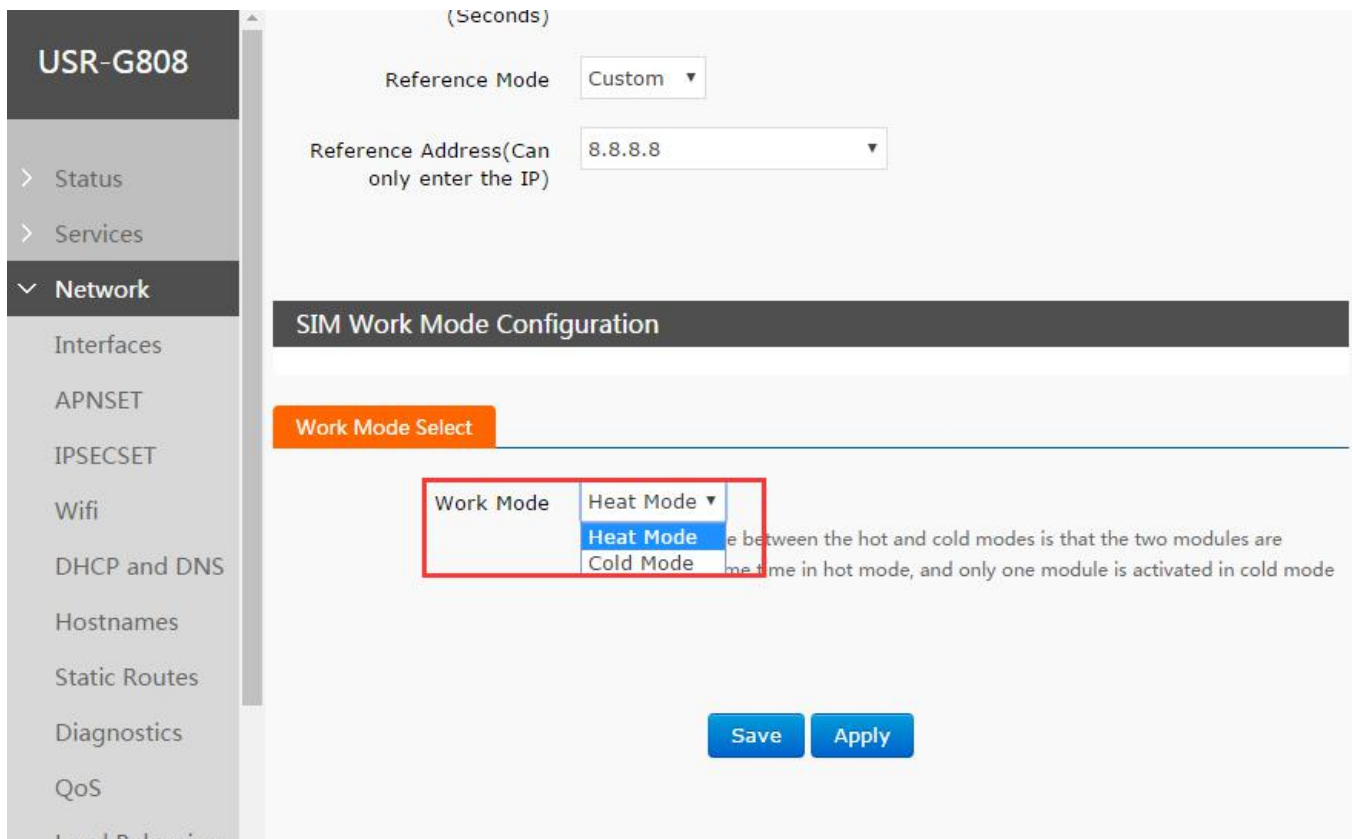 USR-G808
Status
Services
Network
Interfaces
APNSET
IPSECSET
Wifi
DHCP and DNS
Hostnames
Static Routes
Diagnostics
QoS
(Seconds)
Reference Mode Custom
Reference Address(Can
only enter the IP) 8.8.8.8
SIM Work Mode Configuration
Work Mode Select
Work Mode Heat Mode
Heat Mode
Cold Mode
between the hot and cold modes is that the two modules are
time in hot mode, and only one module is activated in cold mode
Save Apply